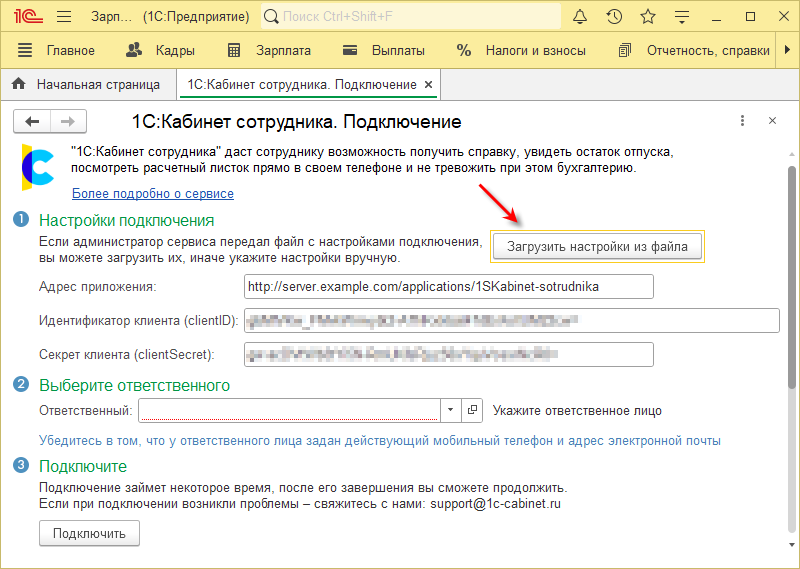 1С Зарп... (1С:Предприятие) Поиск Ctrl+Shift+F
Главное Кадры Зарплата Выплаты % Налоги и взносы Отчетность, справки
Начальная страница 1С:Кабинет сотрудника. Подключение ×
1С:Кабинет сотрудника. Подключение
"1С:Кабинет сотрудника" даст сотруднику возможность получить справку, увидеть остаток отпуска,
посмотреть расчетный листок прямо в своем телефоне и не тревожить при этом бухгалтерию.
Более подробно о сервисе
1 Настройки подключения
Если администратор сервиса передал файл с настройками подключения,
вы можете загрузить их, иначе укажите настройки вручную.
Загрузить настройки из файла
Адрес приложения: http://server.example.com/applications/1SKabinet-sotrudnika
Идентификатор клиента (clientID):
Секрет клиента (clientSecret):
2 Выберите ответственного
Ответственный: Укажите ответственное лицо
Убедитесь в том, что у ответственного лица задан действующий мобильный телефон и адрес электронной почты
3 Подключите
Подключение займет некоторое время, после его завершения вы сможете продолжить.
Если при подключении возникли проблемы – свяжитесь с нами: support@1c-cabinet.ru
Подключить